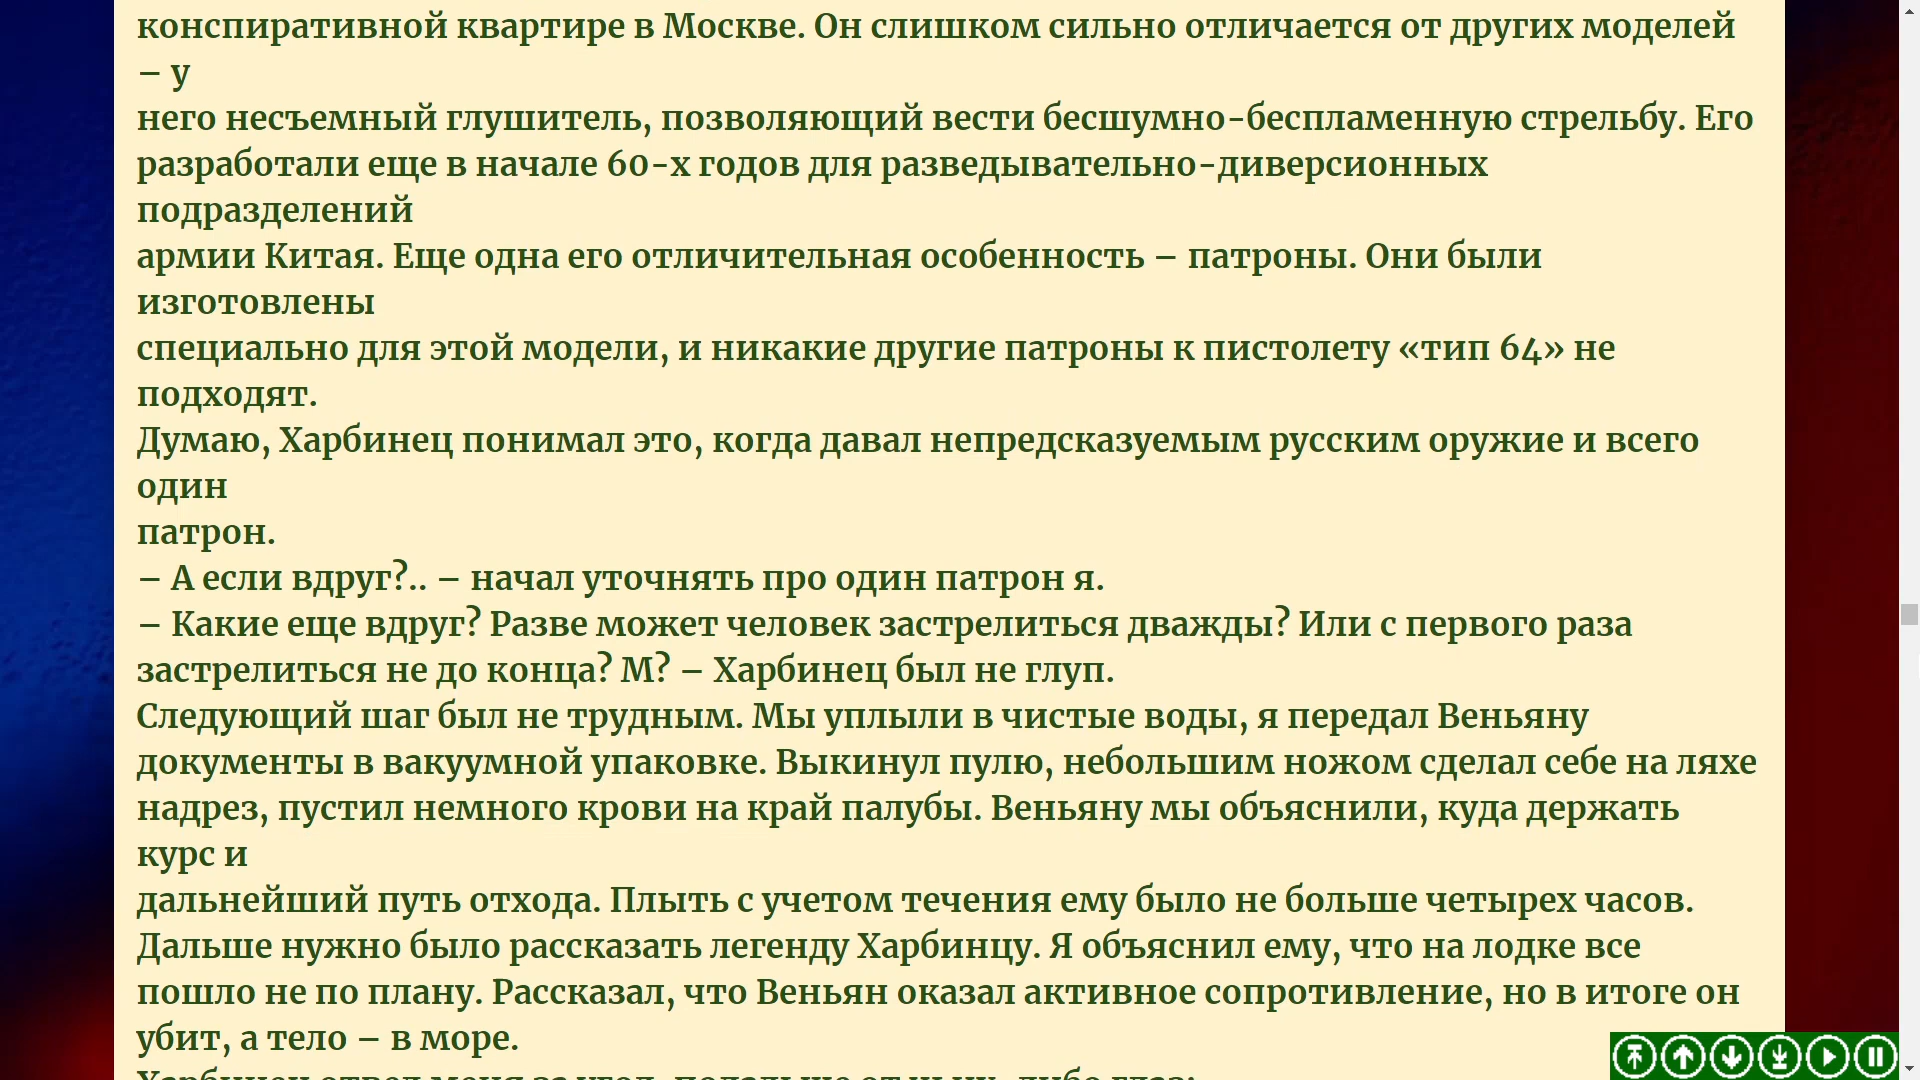 конспиративной квартире в Москве. Он слишком сильно отличается от других моделей
– у
него несъемный глушитель, позволяющий вести бесшумно-беспламенную стрельбу. Его
разработали еще в начале 60-х годов для разведывательно-диверсионных
подразделений
армии Китая. Еще одна его отличительная особенность – патроны. Они были
изготовлены
специально для этой модели, и никакие другие патроны к пистолету «тип 64» не
подходят.
Думаю, Харбинец понимал это, когда давал непредсказуемым русским оружие и всего
один
патрон.
– А если вдруг?.. – начал уточнять про один патрон я.
– Какие еще вдруг? Разве может человек застрелиться дважды? Или с первого раза
застрелиться не до конца? М? – Харбинец был не глуп.
Следующий шаг был не трудным. Мы уплыли в чистые воды, я передал Веньяну
документы в вакуумной упаковке. Выкинул пулю, небольшим ножом сделал себе на ляхе
надрез, пустил немного крови на край палубы. Веньяну мы объяснили, куда держать
курс и
дальнейший путь отхода. Плыть с учетом течения ему было не больше четырех часов.
Дальше нужно было рассказать легенду Харбинцу. Я объяснил ему, что на лодке все
пошло не по плану. Рассказал, что Веньян оказал активное сопротивление, но в итоге он
убит, а тело – в море.
Харбинец отвел меня за угол, подальше от